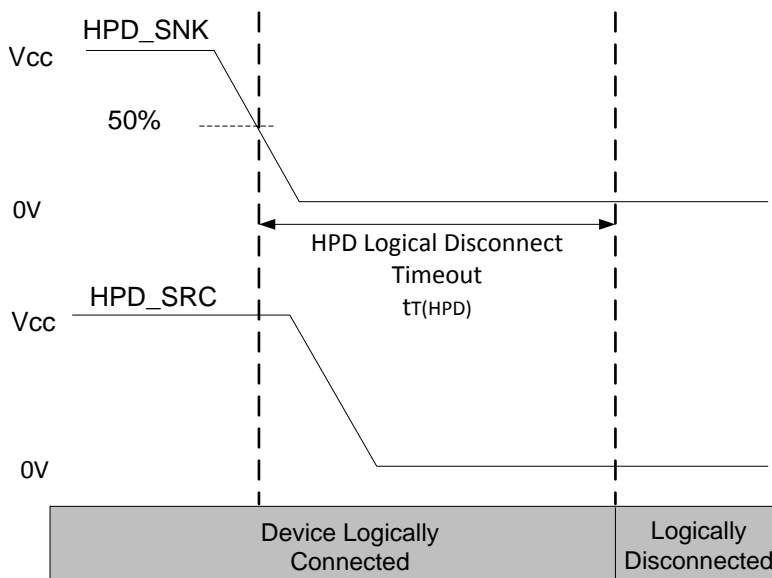 HPD_SNK
Vcc
50%
0V
HPD Logical Disconnect
Timeout
tT(HPD)
HPD_SRC
Vcc
0V
Device Logically
Connected
Logically
Disconnected